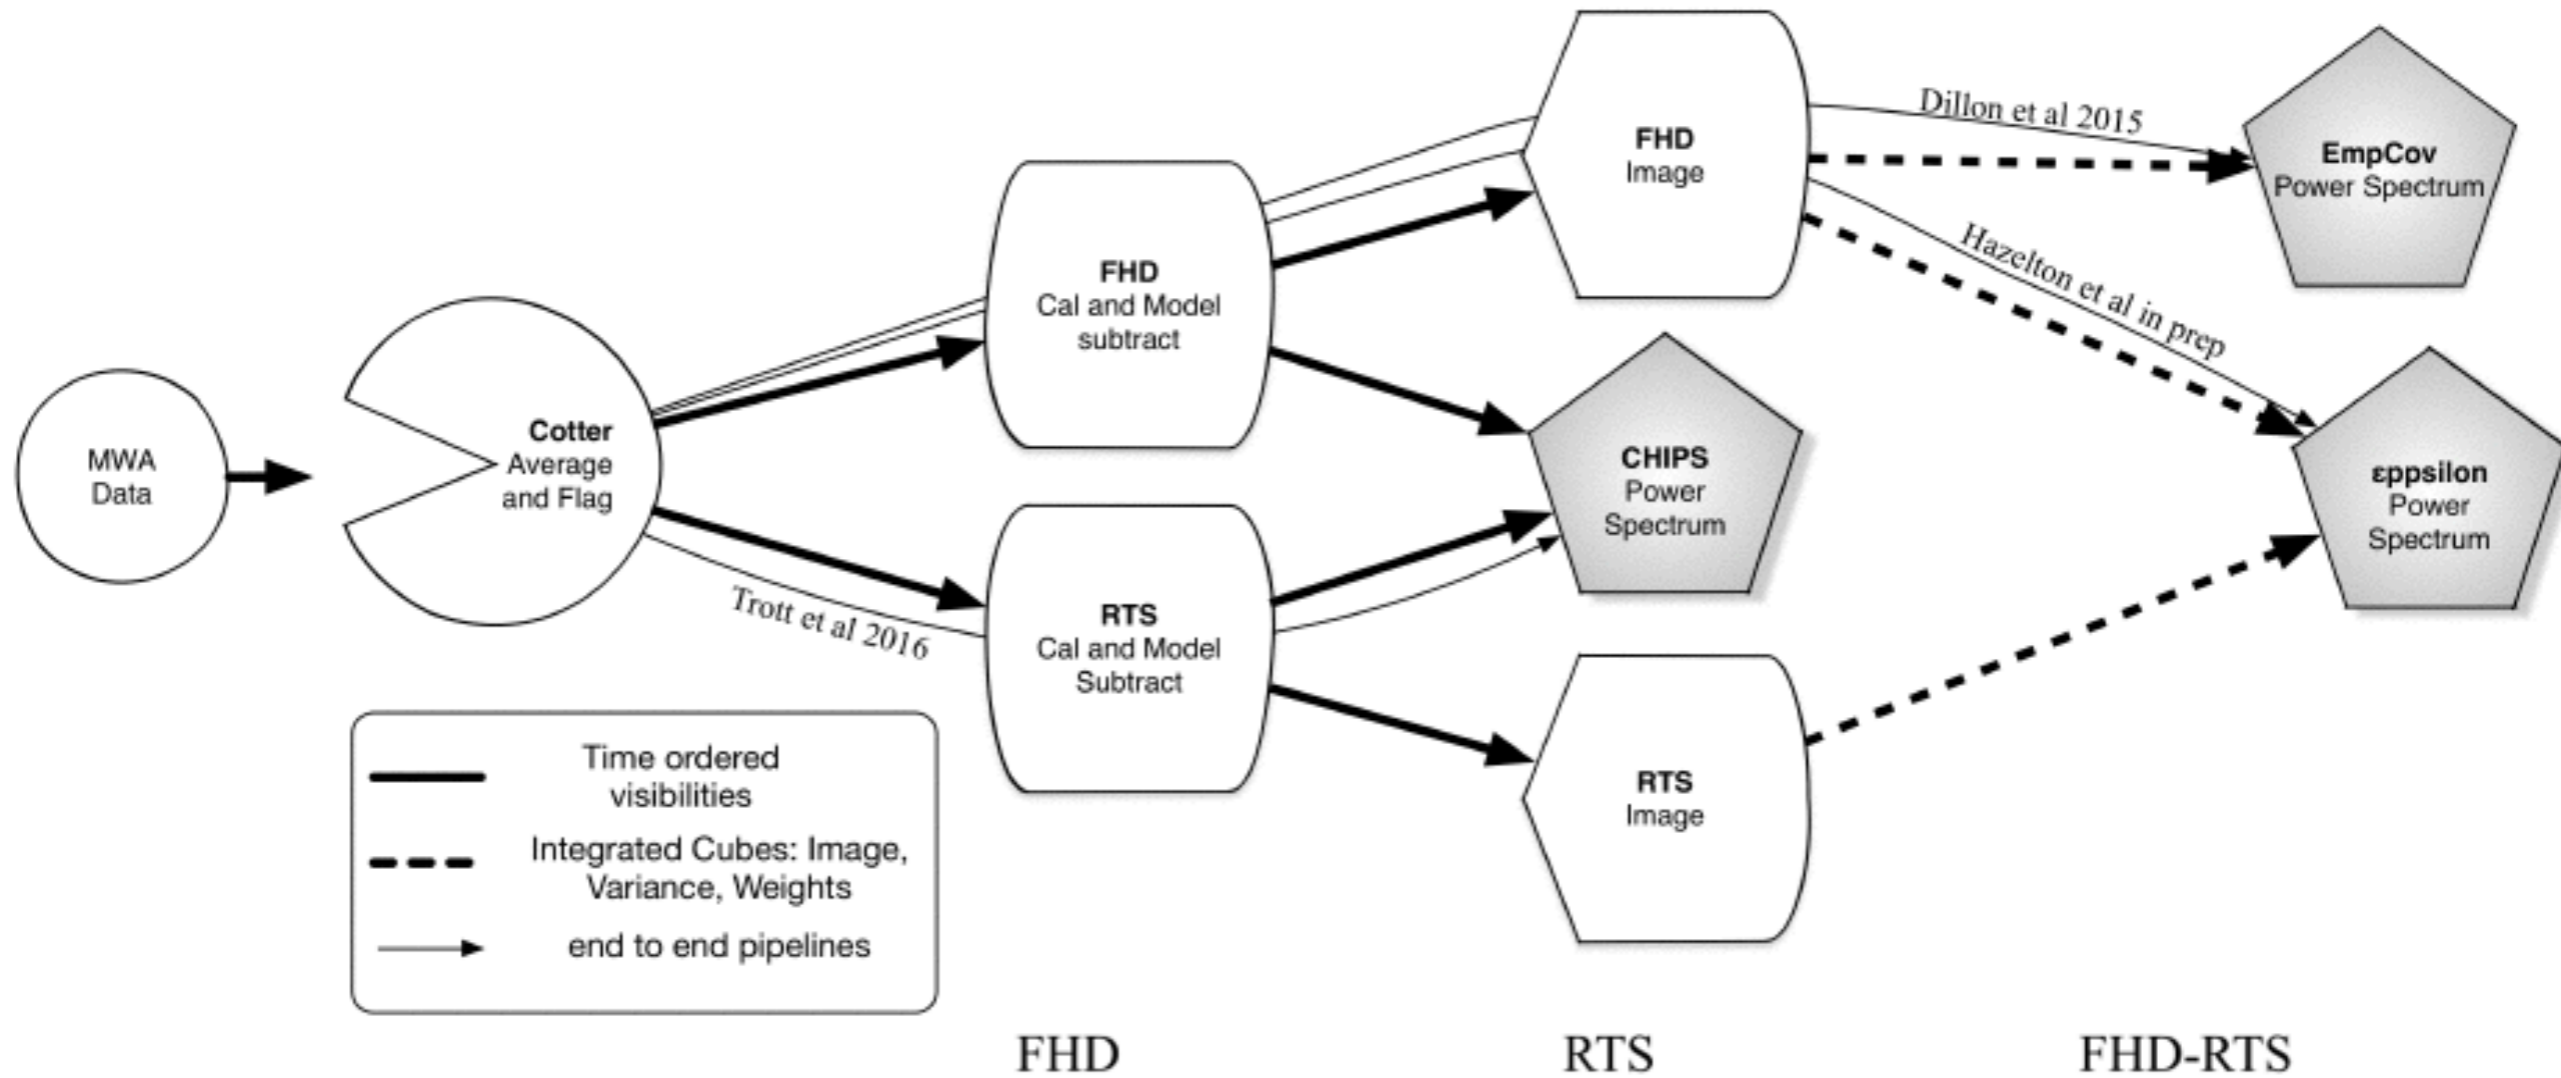 MWA
Data
Cotter
Average
and Flag
FHD
Cal and Model
subtract
RTS
Cal and Model
Subtract
Trott et al 2016
FHD
Image
CHIPS
Power
Spectrum
RTS
Image
Dillon et al 2015
Hazelton et al in prep
EmpCov
Power Spectrum
εppsilon
Power
Spectrum
Time ordered
visibilities
Integrated Cubes: Image,
Variance, Weights
end to end pipelines
FHD
RTS
FHD-RTS